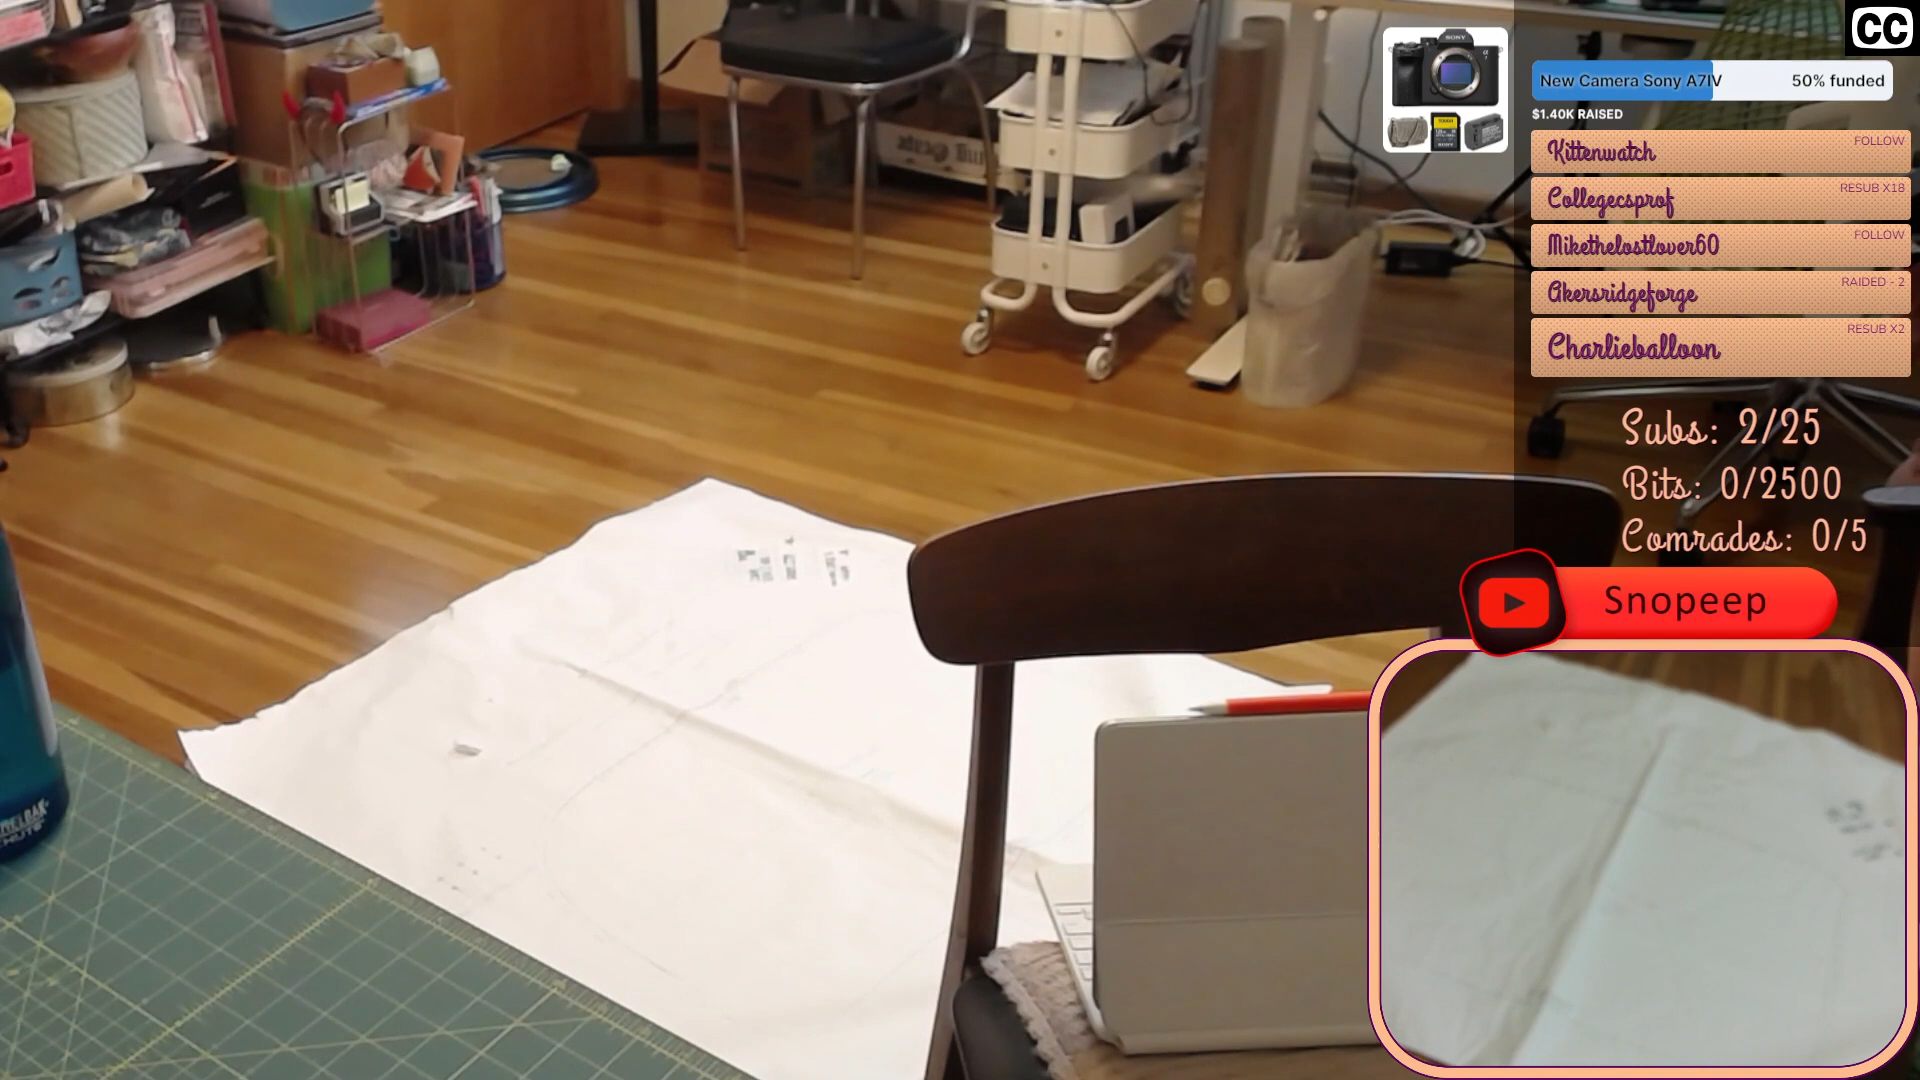 CC
SONY
New Camera Sony A7IV 50% funded
$1.40K RAISED
Kittenwatch FOLLOW
Collegecsprof RESUB X18
Mikethelostlover60 FOLLOW
Akersridgeforge RAIDED - 2
Charlieballoon RESUB X2
Subs: 2/25
Bits: 0/2500
Comrades: 0/5
Snopeep